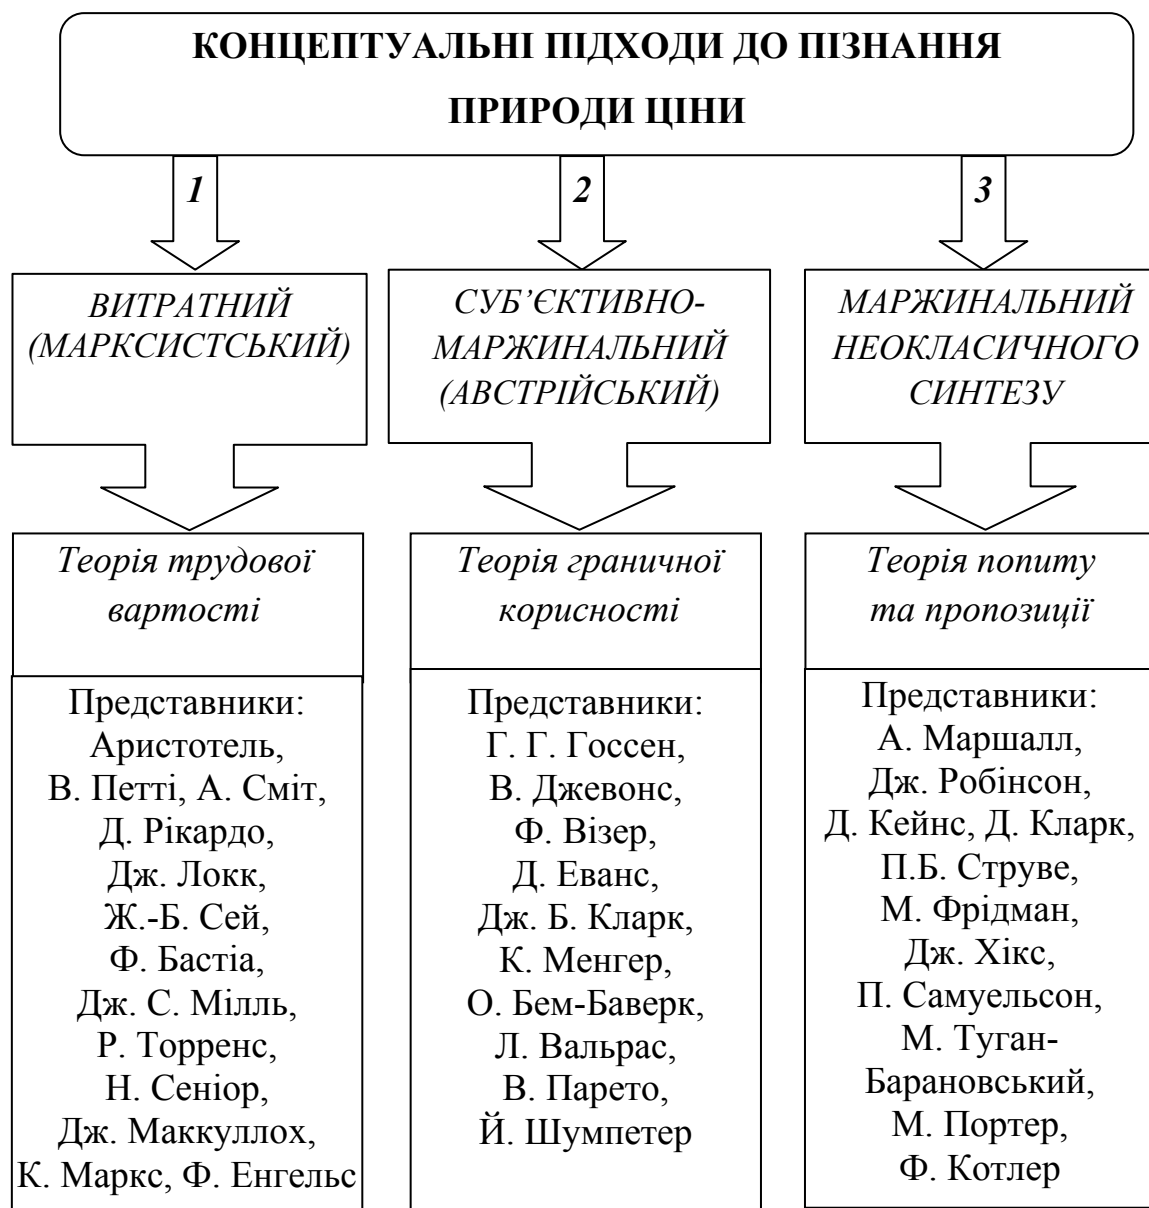 КОНЦЕПТУАЛЬНІ ПІДХОДИ ДО ПІЗНАННЯ
ПРИРОДИ ЦІНИ
1
2
3
ВИТРАТНИЙ
(МАРКСИСТСЬКИЙ)
СУБ’ЄКТИВНО-
МАРЖИНАЛЬНИЙ
(АВСТРІЙСЬКИЙ)
МАРЖИНАЛЬНИЙ
НЕОКЛАСИЧНОГО
СИНТЕЗУ
Теорія трудової
вартості
Теорія граничної
корисності
Теорія попиту
та пропозиції
Представники:
Аристотель,
В. Петті, А. Сміт,
Д. Рікардо,
Дж. Локк,
Ж.-Б. Сей,
Ф. Бастіа,
Дж. С. Мілль,
Р. Торренс,
Н. Сеніор,
Дж. Маккуллох,
К. Маркс, Ф. Енгельс
Представники:
Г. Г. Госсен,
В. Джевонс,
Ф. Візер,
Д. Еванс,
Дж. Б. Кларк,
К. Менгер,
О. Бем-Баверк,
Л. Вальрас,
В. Парето,
Й. Шумпетер
Представники:
А. Маршалл,
Дж. Робінсон,
Д. Кейнс, Д. Кларк,
П.Б. Струве,
М. Фрідман,
Дж. Хікс,
П. Самуельсон,
М. Туган-
Барановський,
М. Портер,
Ф. Котлер